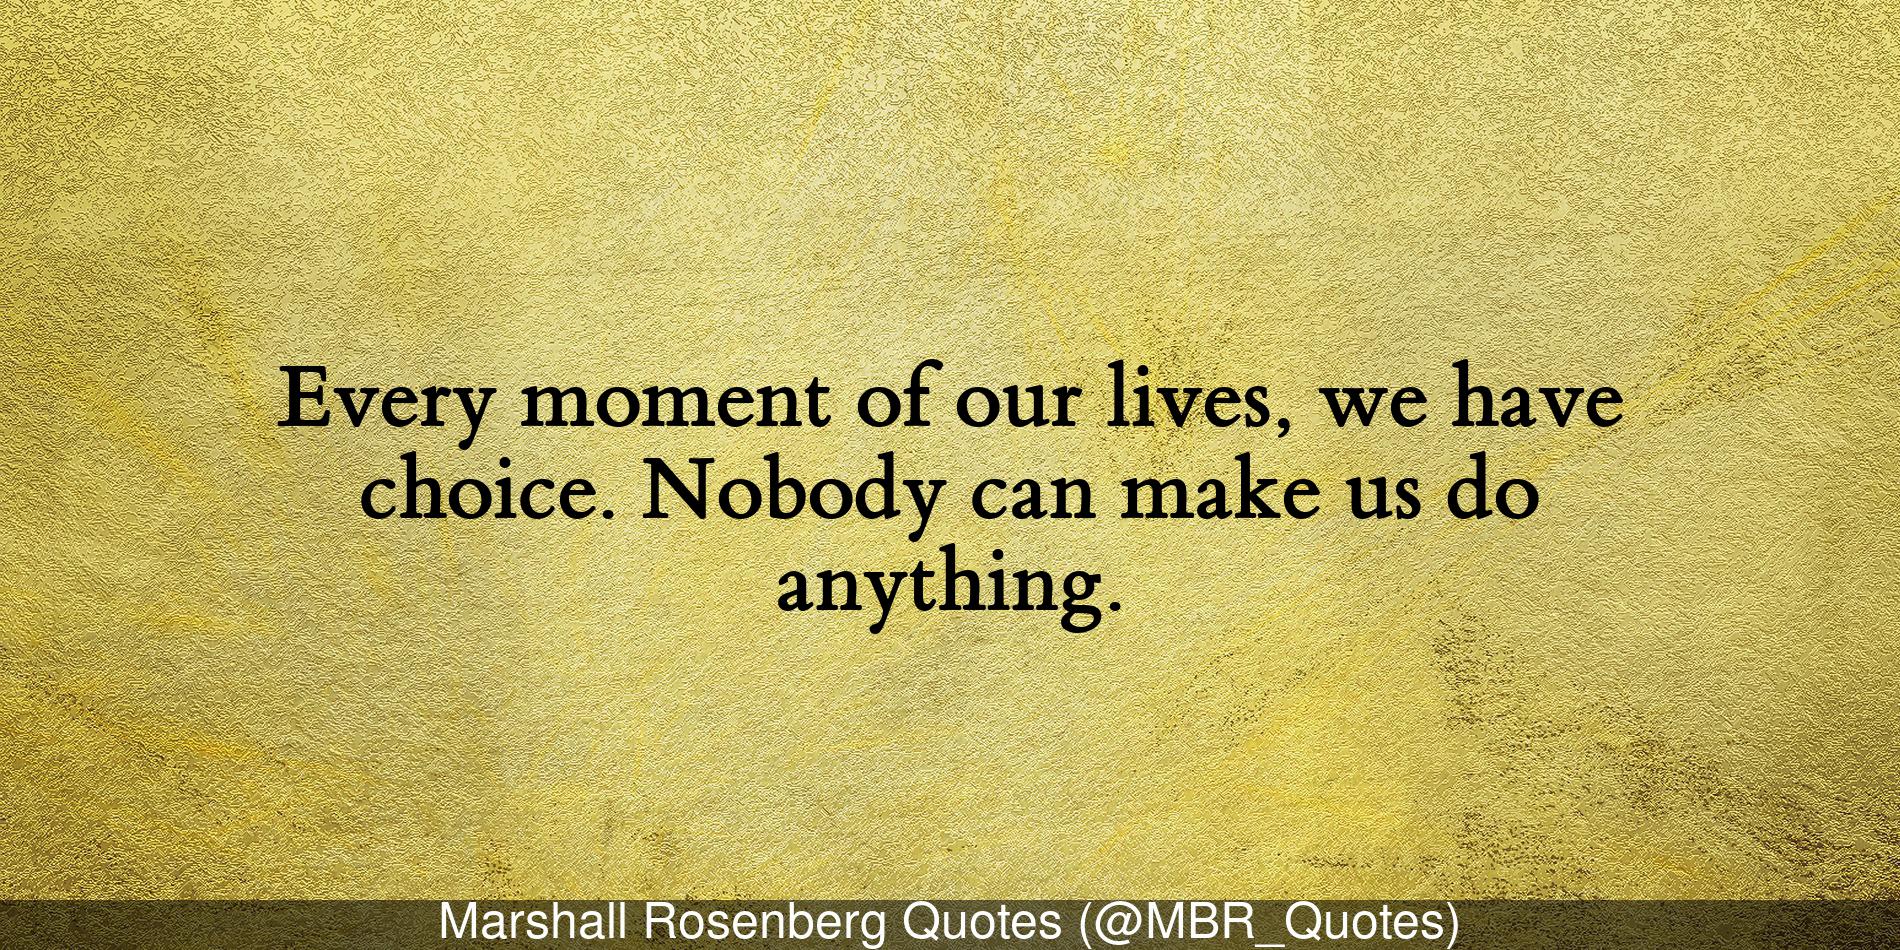 Every moment of our lives, we have
choice. Nobody can make us do
anything.
Marshall Rosenberg Quotes (@MBR_Quotes)